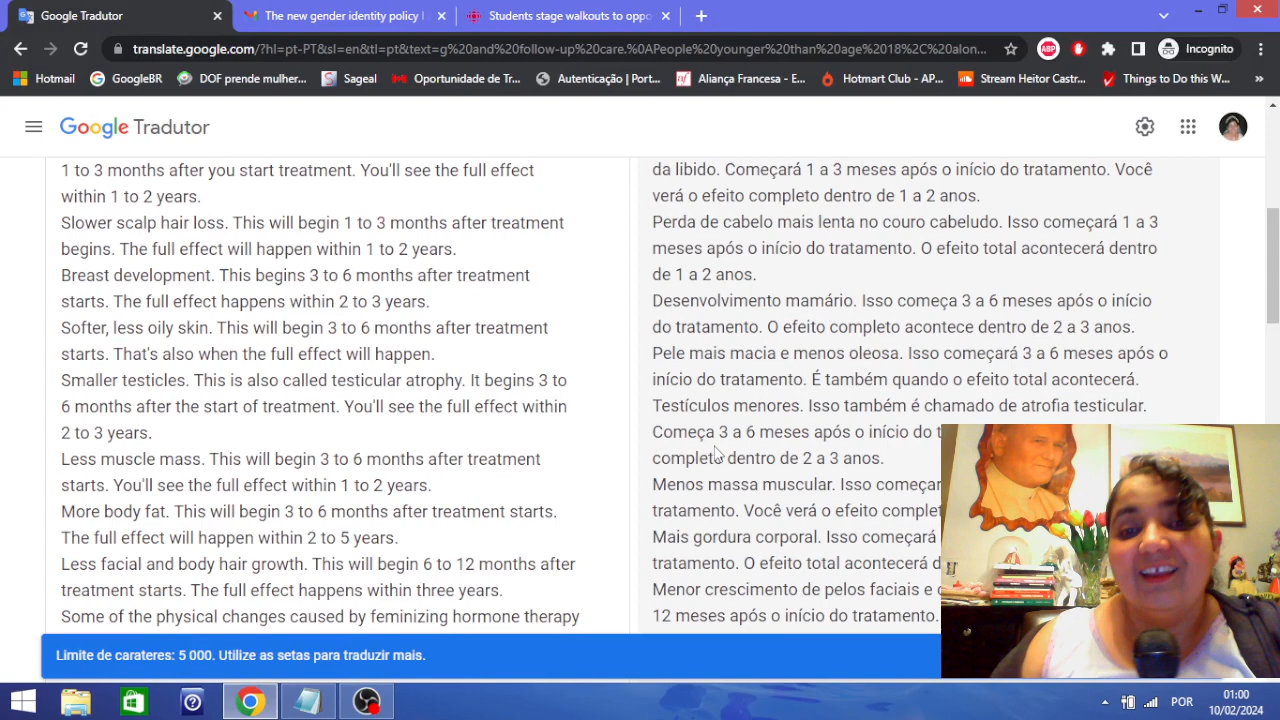 Google Tradutor
The new gender identity policy i
Students stage walkouts to oppo
translate.google.com/?hl=pt-PT&sl=en&tl=pt&text=g%20and%20follow-up%20care.%0APeople%20younger%20than%20age%2018%2C%20alon...
ABP
Incognito
Hotmail
GoogleBR
DOF prende mulher...
Sageal
Oportunidade de Tr...
Autenticação | Port...
Aliança Francesa - E...
Hotmart Club - AP...
Stream Heitor Castr...
Things to Do this W...
Google Tradutor
1 to 3 months after you start treatment. You'll see the full effect
within 1 to 2 years.
Slower scalp hair loss. This will begin 1 to 3 months after treatment
begins. The full effect will happen within 1 to 2 years.
Breast development. This begins 3 to 6 months after treatment
starts. The full effect happens within 2 to 3 years.
Softer, less oily skin. This will begin 3 to 6 months after treatment
starts. That's also when the full effect will happen.
Smaller testicles. This is also called testicular atrophy. It begins 3 to
6 months after the start of treatment. You'll see the full effect within
2 to 3 years.
Less muscle mass. This will begin 3 to 6 months after treatment
starts. You'll see the full effect within 1 to 2 years.
More body fat. This will begin 3 to 6 months after treatment starts.
The full effect will happen within 2 to 5 years.
Less facial and body hair growth. This will begin 6 to 12 months after
treatment starts. The full effect happens within three years.
Some of the physical changes caused by feminizing hormone therapy
da libido. Começará 1 a 3 meses após o início do tratamento. Você
verá o efeito completo dentro de 1 a 2 anos.
Perda de cabelo mais lenta no couro cabeludo. Isso começará 1 a 3
meses após o início do tratamento. O efeito total acontecerá dentro
de 1 a 2 anos.
Desenvolvimento mamário. Isso começa 3 a 6 meses após o início
do tratamento. O efeito completo acontece dentro de 2 a 3 anos.
Pele mais macia e menos oleosa. Isso começará 3 a 6 meses após o
início do tratamento. É também quando o efeito total acontecerá.
Testículos menores. Isso também é chamado de atrofia testicular.
Começa 3 a 6 meses após o início do t
completo dentro de 2 a 3 anos.
Menos massa muscular. Isso começar
tratamento. Você verá o efeito complet
Mais gordura corporal. Isso começará
tratamento. O efeito total acontecerá d
Menor crescimento de pelos faciais e c
12 meses após o início do tratamento.
Limite de carateres: 5 000. Utilize as setas para traduzir mais.
POR
01:00
10/02/2024